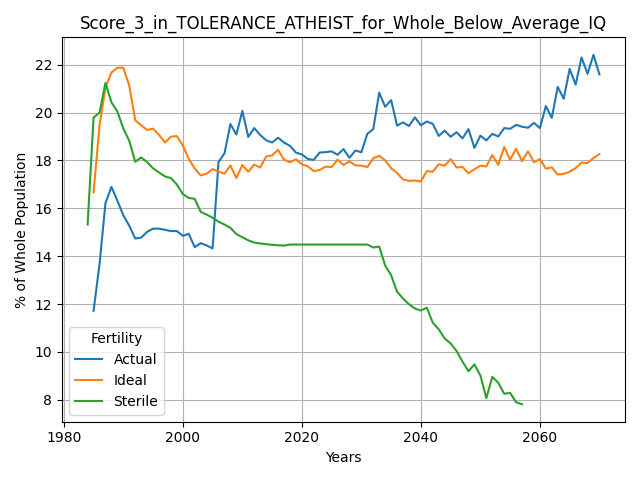 Score_3_in_TOLERANCE_ATHEIST_for_Whole_Below_Average_IQ
% of Whole Population
22
20
18
16
14
12
10
8
Fertility
Actual
Ideal
Sterile
1980
2000
2020
2040
2060
Years